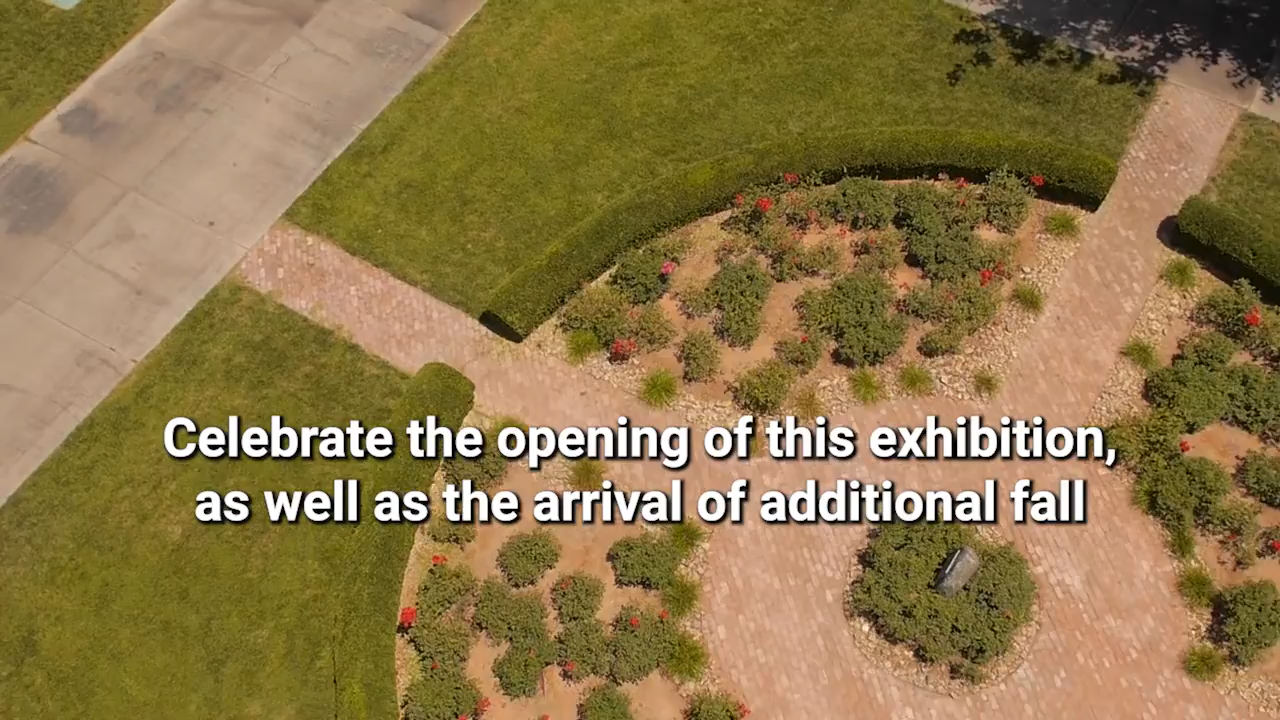 Celebrate the opening of this exhibition,
as well as the arrival of additional fall